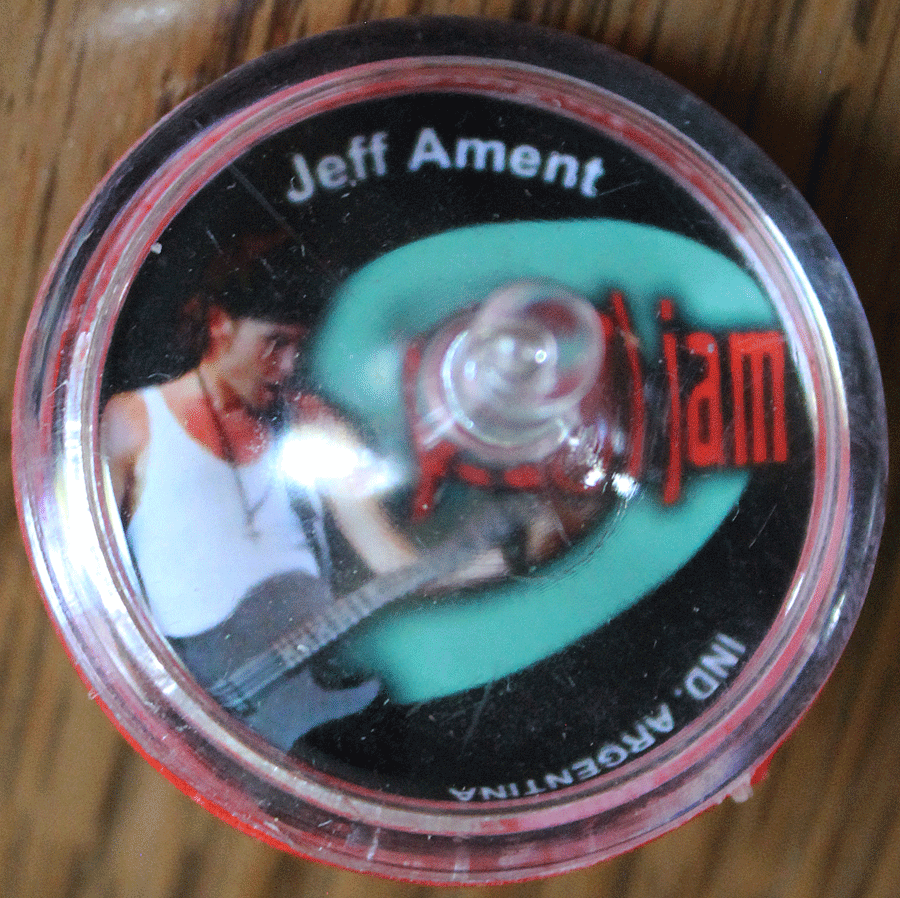 Jeff Ament
jam
IND. ARGENTINA